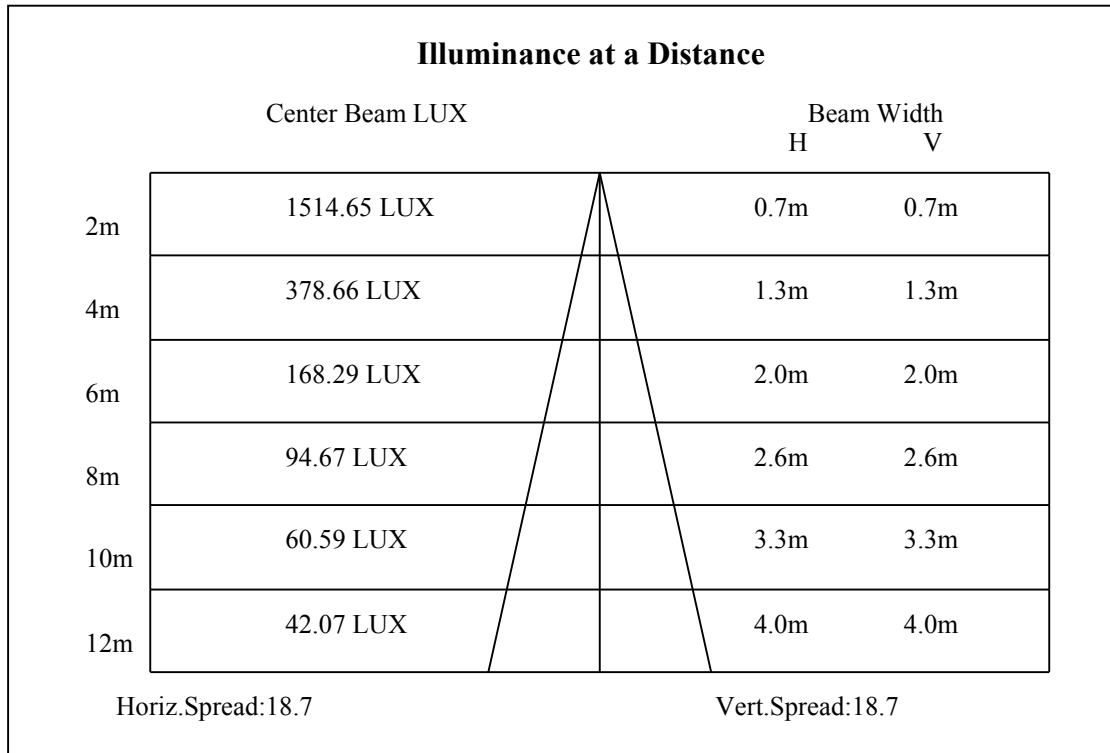 Illuminance at a Distance
Center Beam LUX Beam Width
H V
2m 1514.65 LUX 0.7m 0.7m
4m 378.66 LUX 1.3m 1.3m
6m 168.29 LUX 2.0m 2.0m
8m 94.67 LUX 2.6m 2.6m
10m 60.59 LUX 3.3m 3.3m
12m 42.07 LUX 4.0m 4.0m
Horiz.Spread:18.7 Vert.Spread:18.7